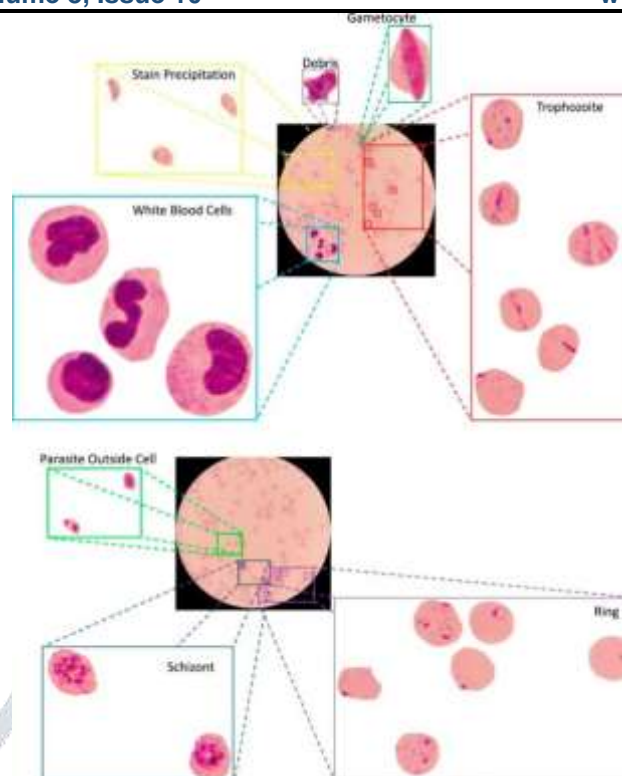 Gametocyte
Debris
Stain Precipitation
Trophozoite
White Blood Cells
Parasite Outside Cell
Ring
Schizont